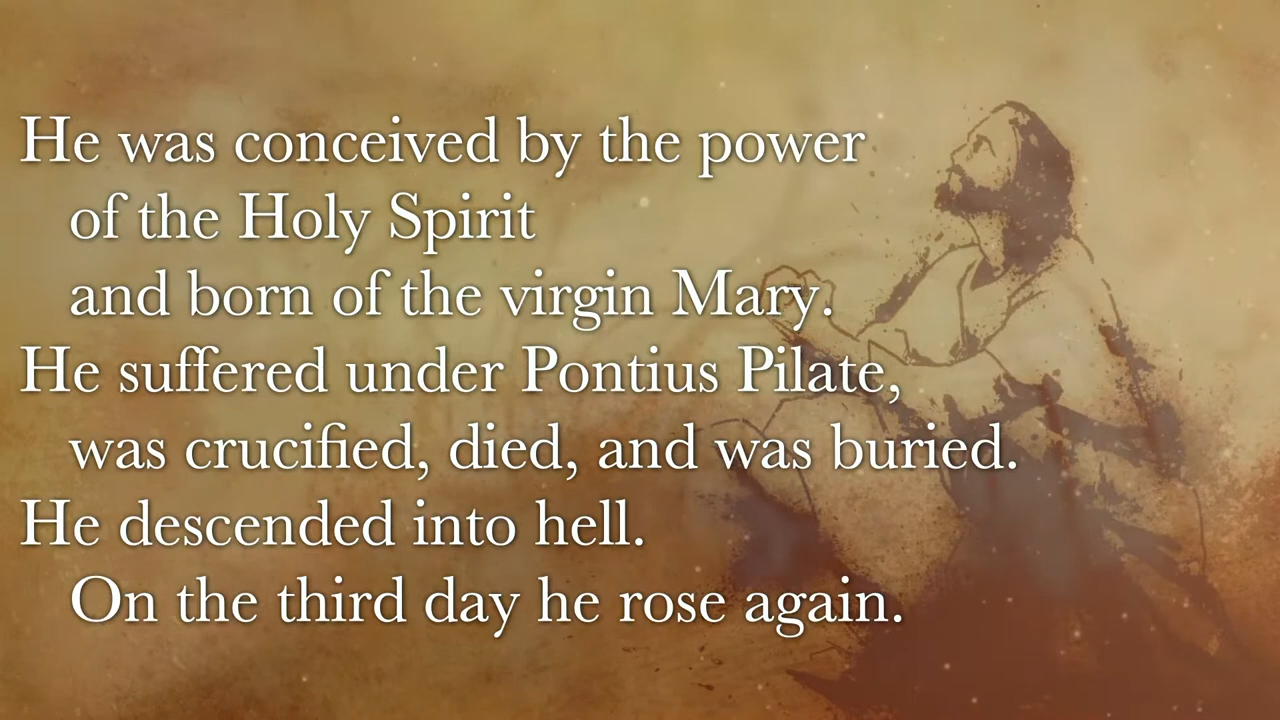 He was conceived by the power
of the Holy Spirit
and born of the virgin Mary.
He suffered under Pontius Pilate,
was crucified, died, and was buried.
He descended into hell.
On the third day he rose again.